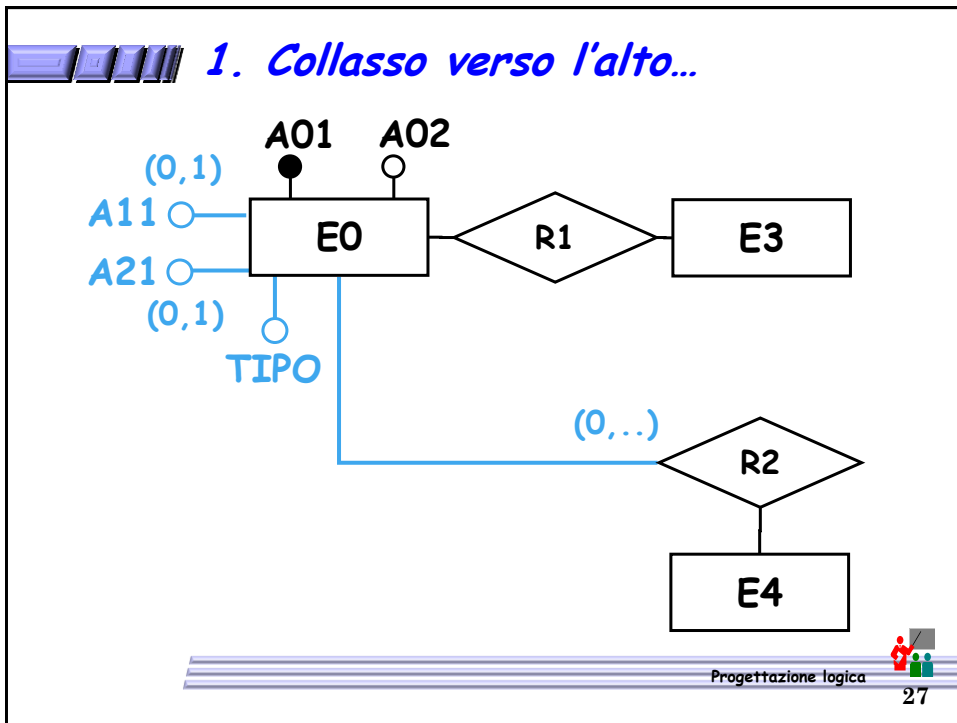 1. Collasso verso l'alto…
A01 A02
(0,1)
A11
E0 R1 E3
A21
(0,1)
TIPO
(0,..)
R2
E4
Progettazione logica
27